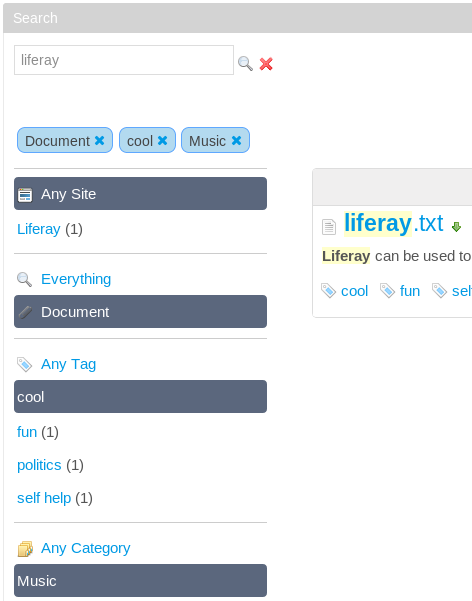 Search
liferay
Document cool Music
Any Site
Liferay (1)
Everything
Document
Any Tag
cool
fun (1)
politics (1)
self help (1)
Any Category
Music
liferay.txt
Liferay can be used to
cool fun sel